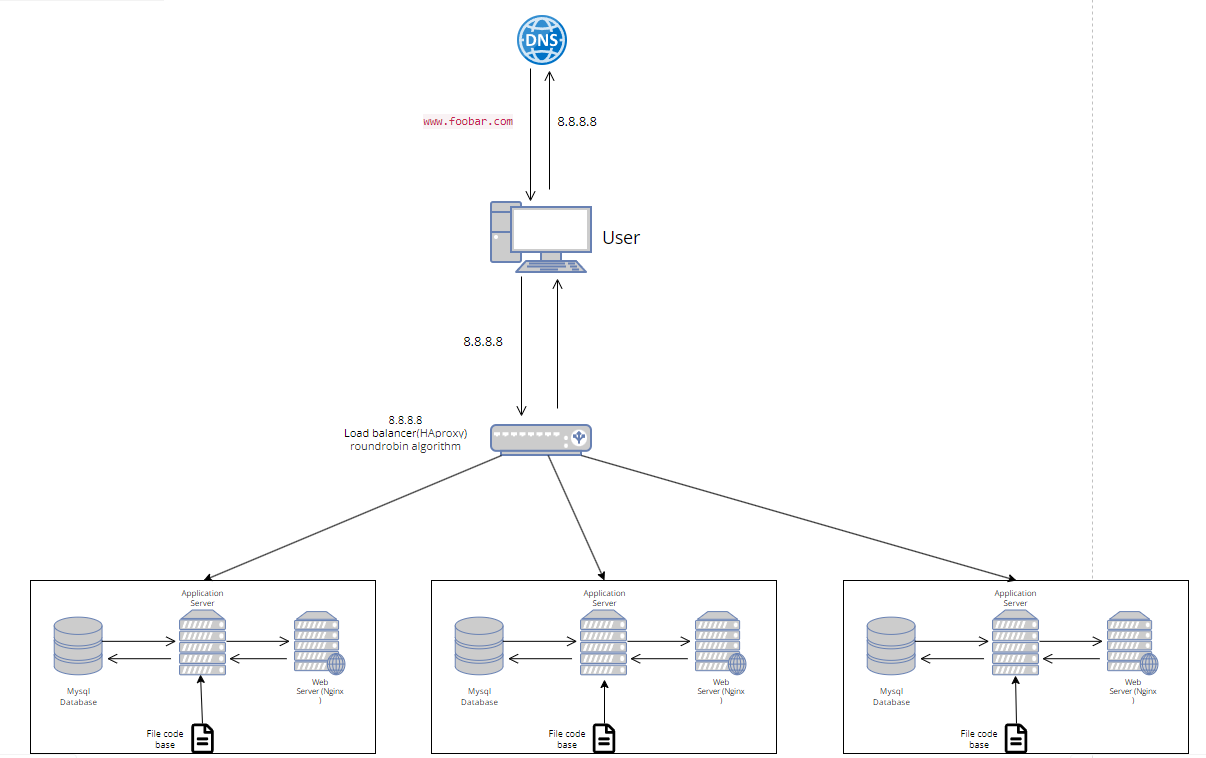 DNS
www.foobar.com
8.8.8.8
User
8.8.8.8
8.8.8.8
Load balancer(HAproxy)
roundrobin algorithm
Application
Server
Mysql
Database
Web
Server (Nginx
)
File code
base
Application
Server
Mysql
Database
Web
Server (Nginx
)
File code
base
Application
Server
Mysql
Database
Web
Server (Nginx
)
File code
base